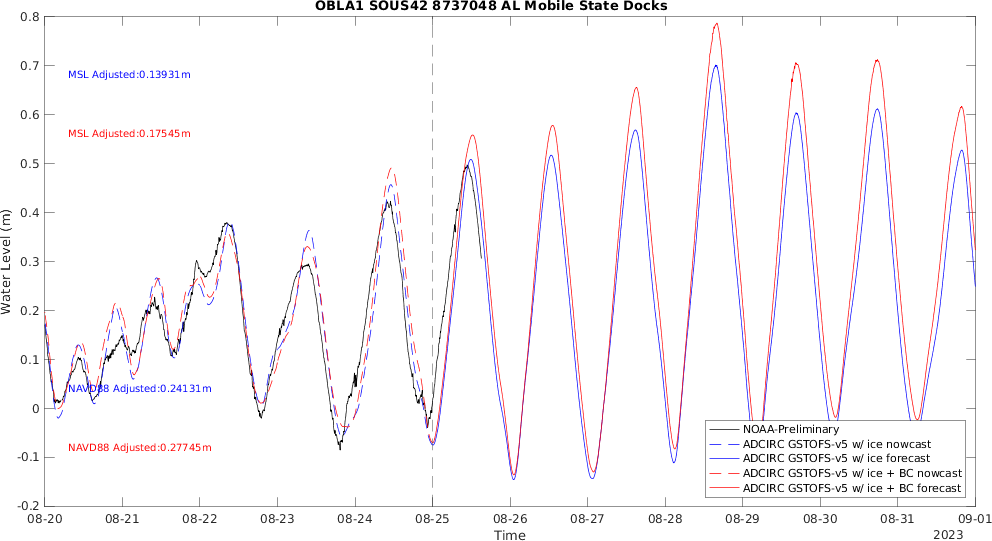 OBLA1 SOUS42 8737048 AL Mobile State Docks
0.8
0.7
0.6
0.5
0.4
0.3
0.2
0.1
0
-0.1
-0.2
Water Level (m)
MSL Adjusted:0.13931m
MSL Adjusted:0.17545m
NAVD88 Adjusted:0.24131m
NAVD88 Adjusted:0.27745m
NOAA-Preliminary
ADCIRC GSTOFS-v5 w/ ice nowcast
ADCIRC GSTOFS-v5 w/ ice forecast
ADCIRC GSTOFS-v5 w/ ice + BC nowcast
ADCIRC GSTOFS-v5 w/ ice + BC forecast
08-20 08-21 08-22 08-23 08-24 08-25 08-26 08-27 08-28 08-29 08-30 08-31 09-01
Time
2023